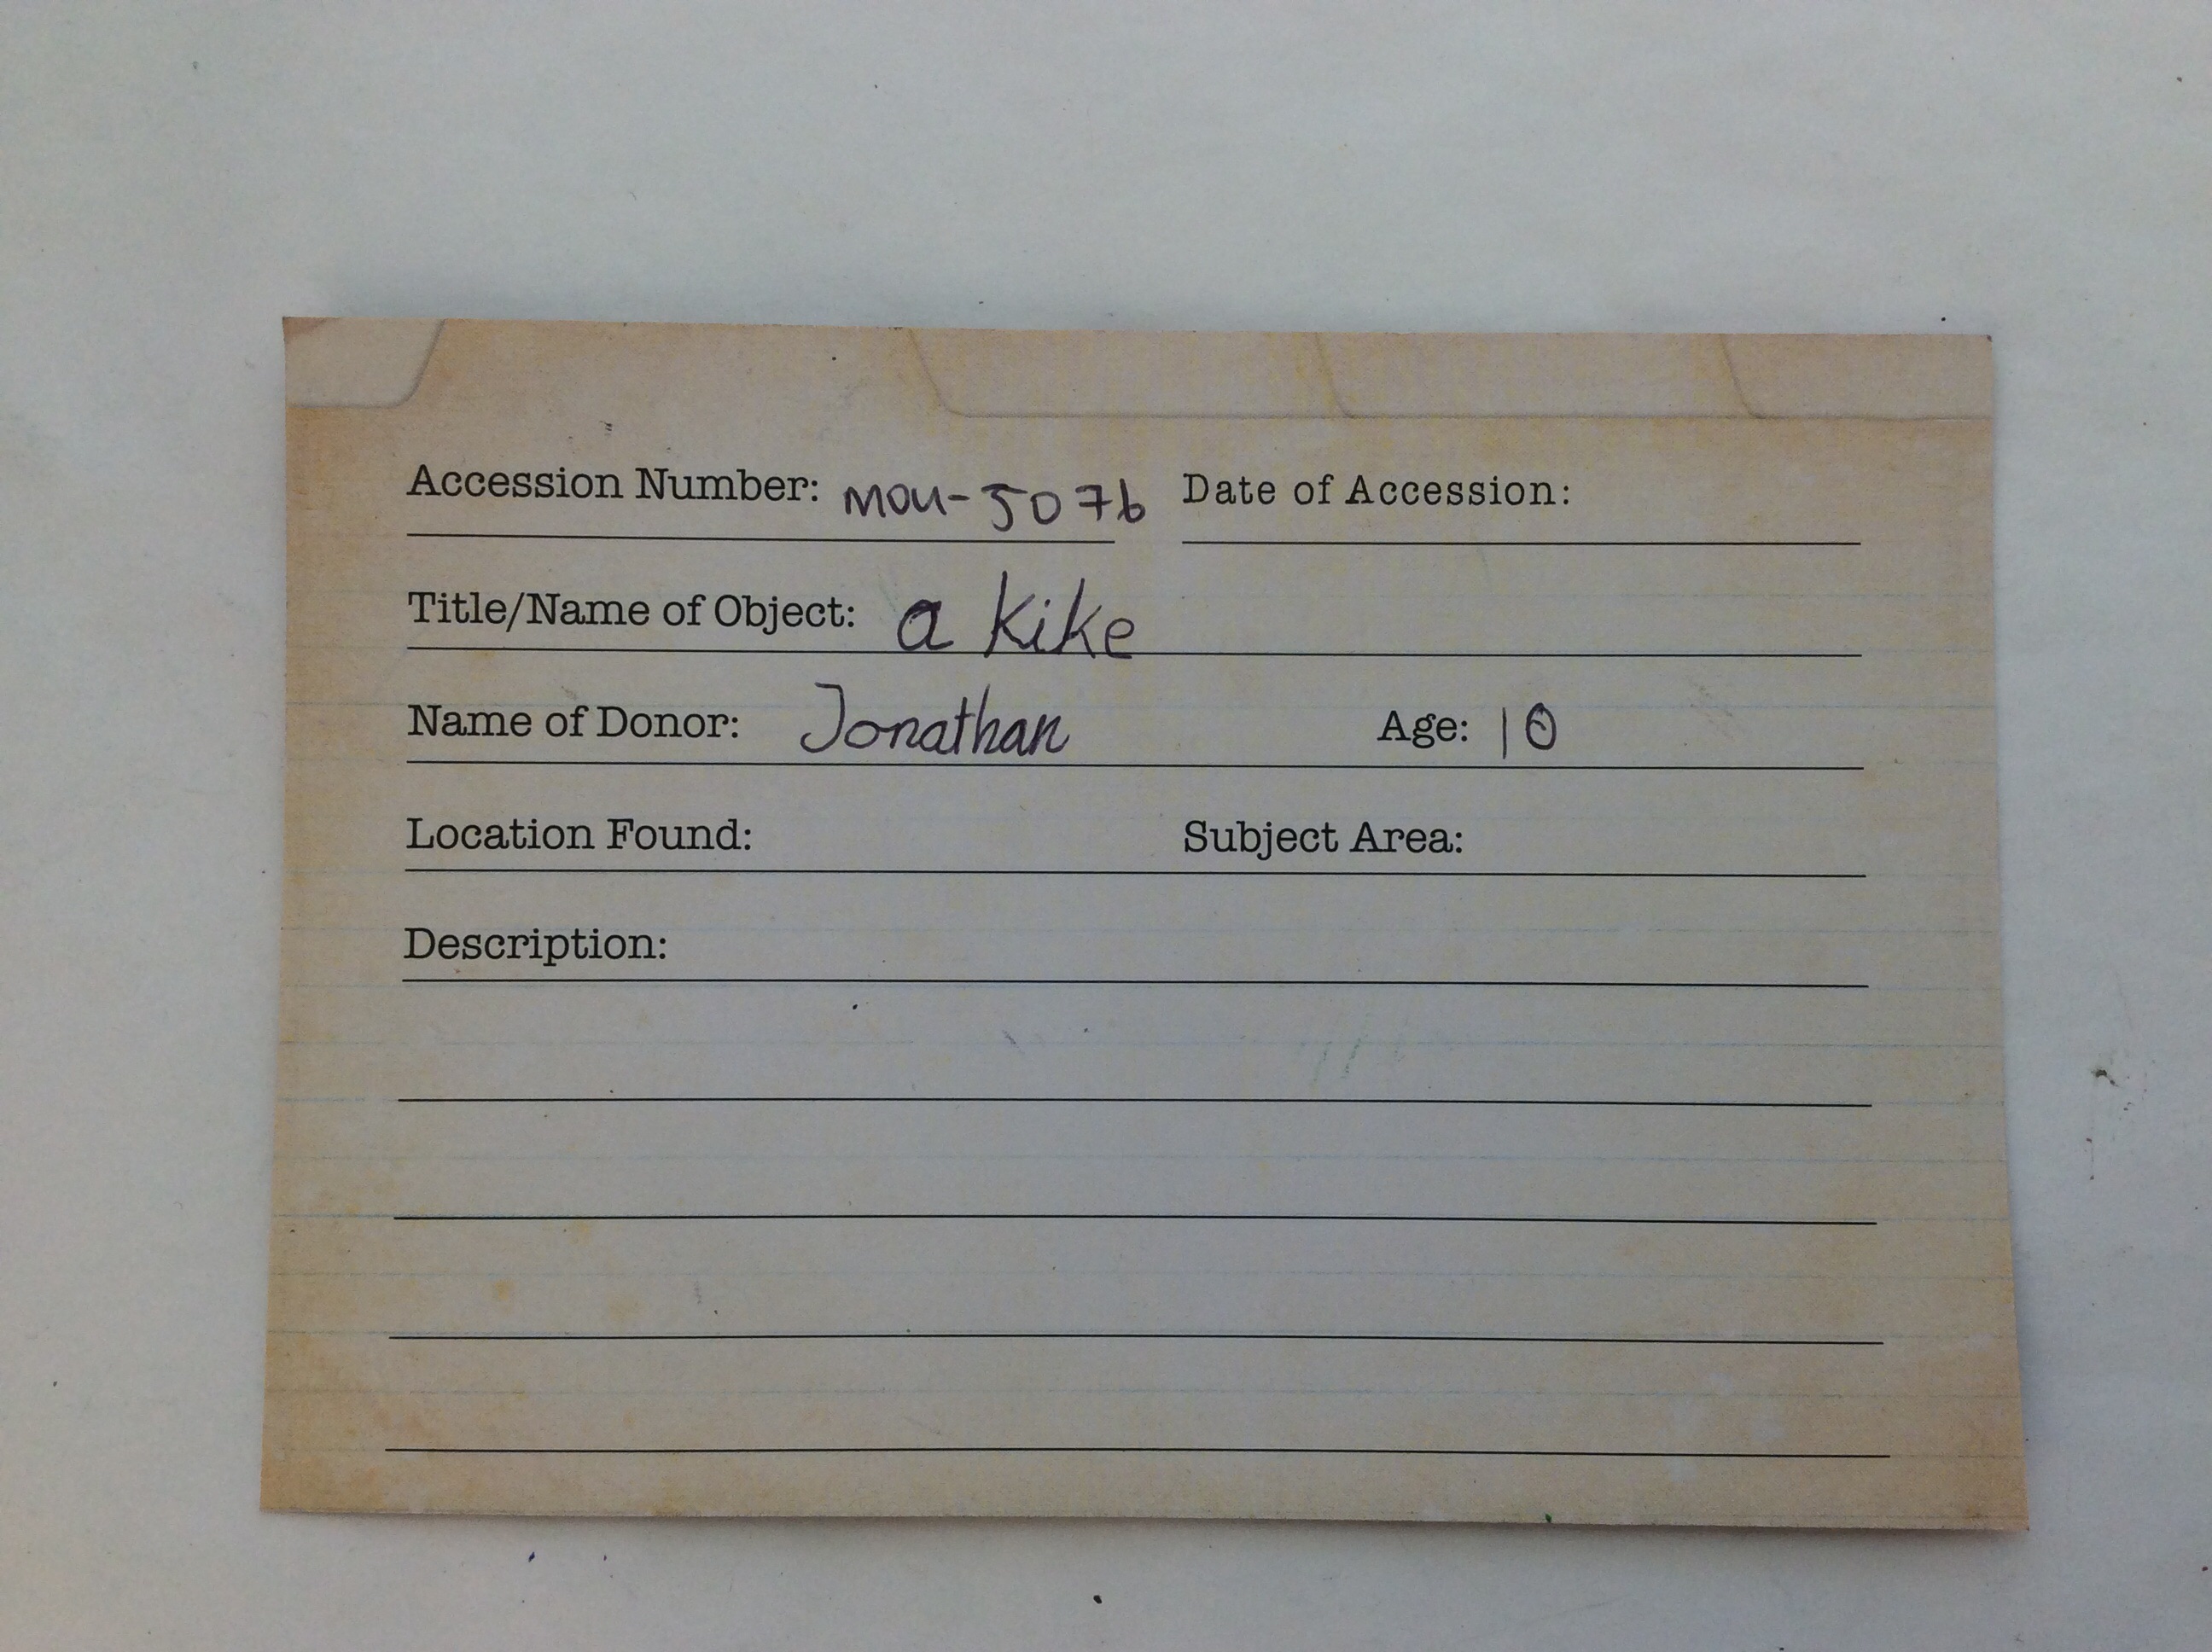 Accession Number: MOU-507b Date of Accession:
Title/Name of Object: a kike
Name of Donor: Jonathan Age: 10
Location Found: Subject Area:
Description: